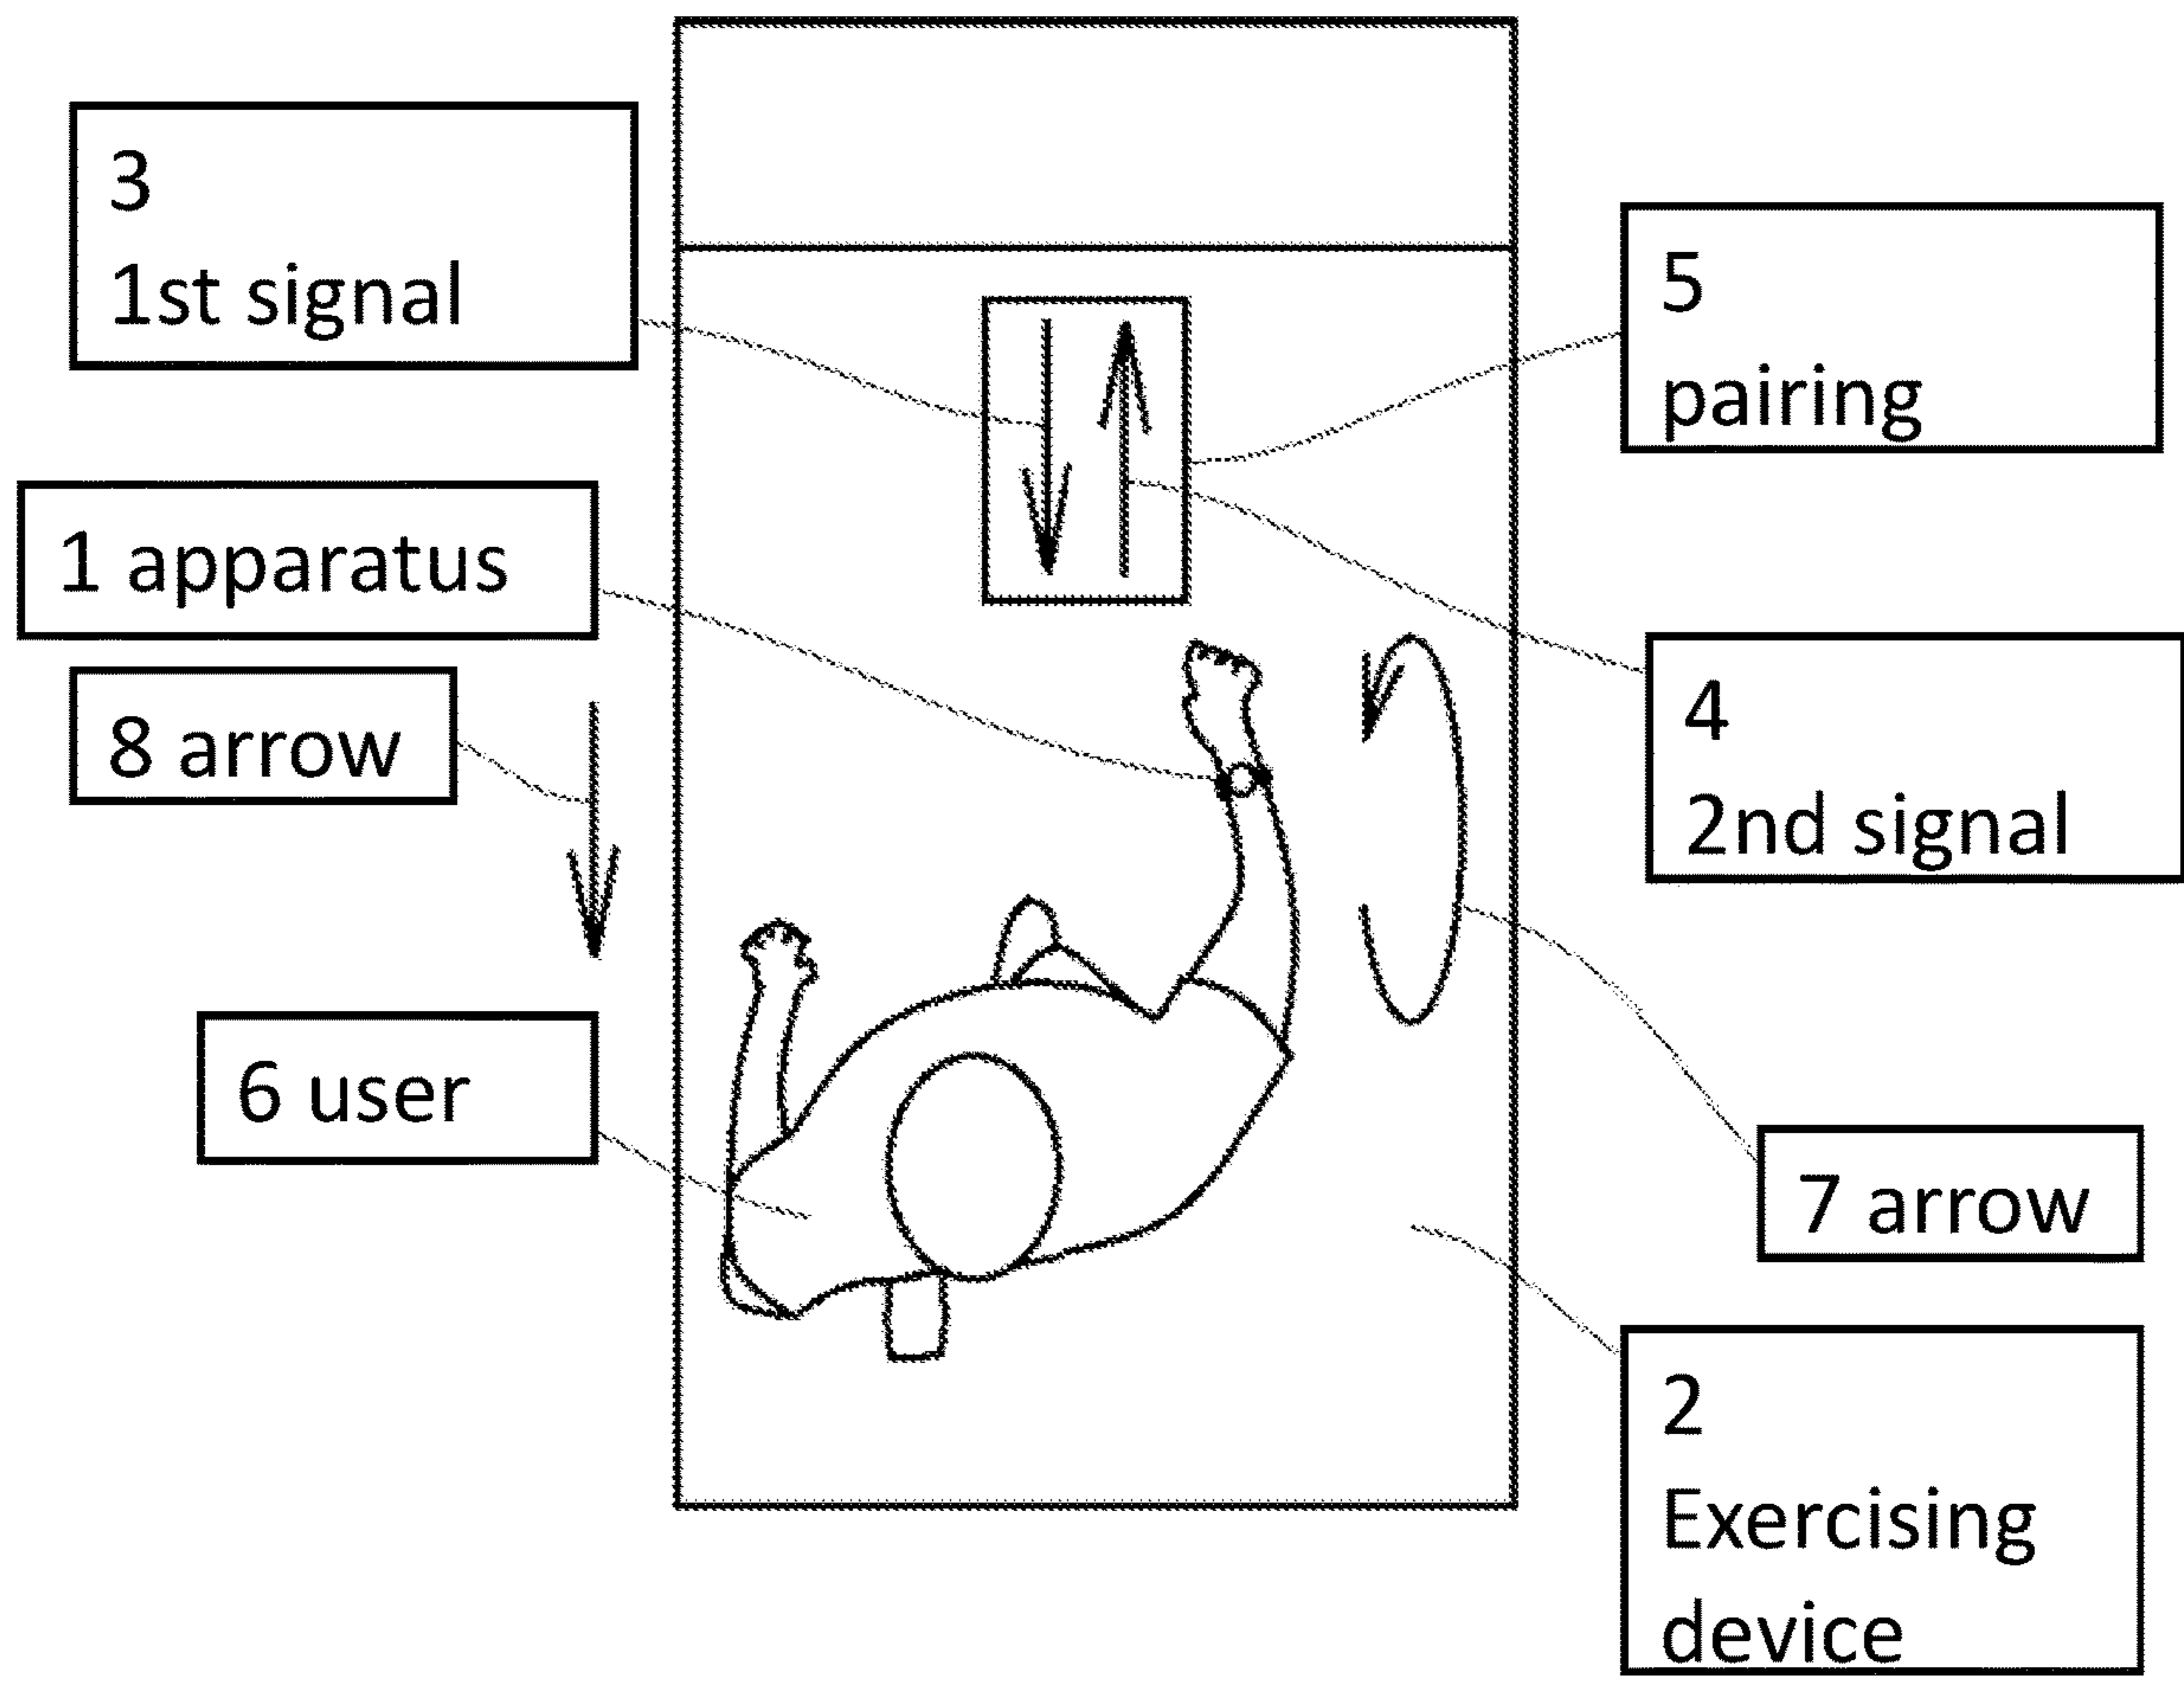 3
1st signal
5
pairing
1 apparatus
8 arrow
4
2nd signal
6 user
7 arrow
2
Exercising
device